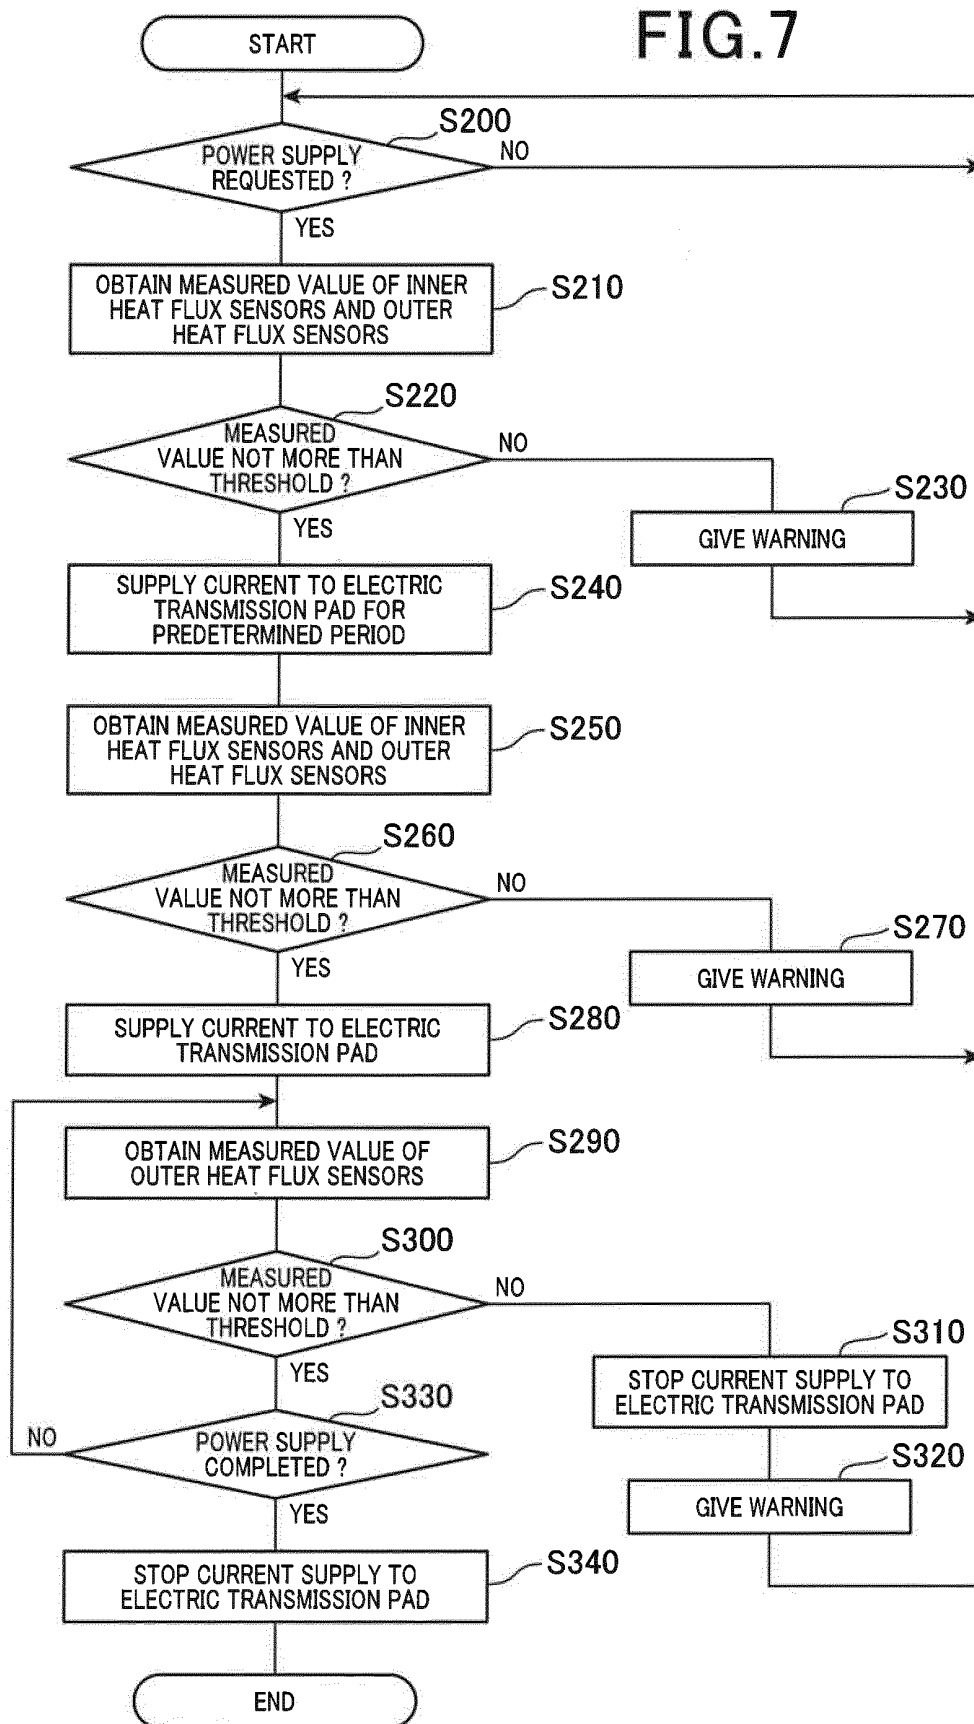 FIG.7
START
S200
POWER SUPPLY
REQUESTED ?
NO
YES
OBTAIN MEASURED VALUE OF INNER
HEAT FLUX SENSORS AND OUTER
HEAT FLUX SENSORS
S210
S220
MEASURED
VALUE NOT MORE THAN
THRESHOLD ?
NO
YES
S230
GIVE WARNING
SUPPLY CURRENT TO ELECTRIC
TRANSMISSION PAD FOR
PREDETERMINED PERIOD
S240
OBTAIN MEASURED VALUE OF INNER
HEAT FLUX SENSORS AND OUTER
HEAT FLUX SENSORS
S250
S260
MEASURED
VALUE NOT MORE THAN
THRESHOLD ?
NO
YES
S270
GIVE WARNING
SUPPLY CURRENT TO ELECTRIC
TRANSMISSION PAD
S280
OBTAIN MEASURED VALUE OF
OUTER HEAT FLUX SENSORS
S290
S300
MEASURED
VALUE NOT MORE THAN
THRESHOLD ?
NO
YES
S310
STOP CURRENT SUPPLY TO
ELECTRIC TRANSMISSION PAD
S320
GIVE WARNING
S330
POWER SUPPLY
COMPLETED ?
NO
YES
STOP CURRENT SUPPLY TO
ELECTRIC TRANSMISSION PAD
S340
END